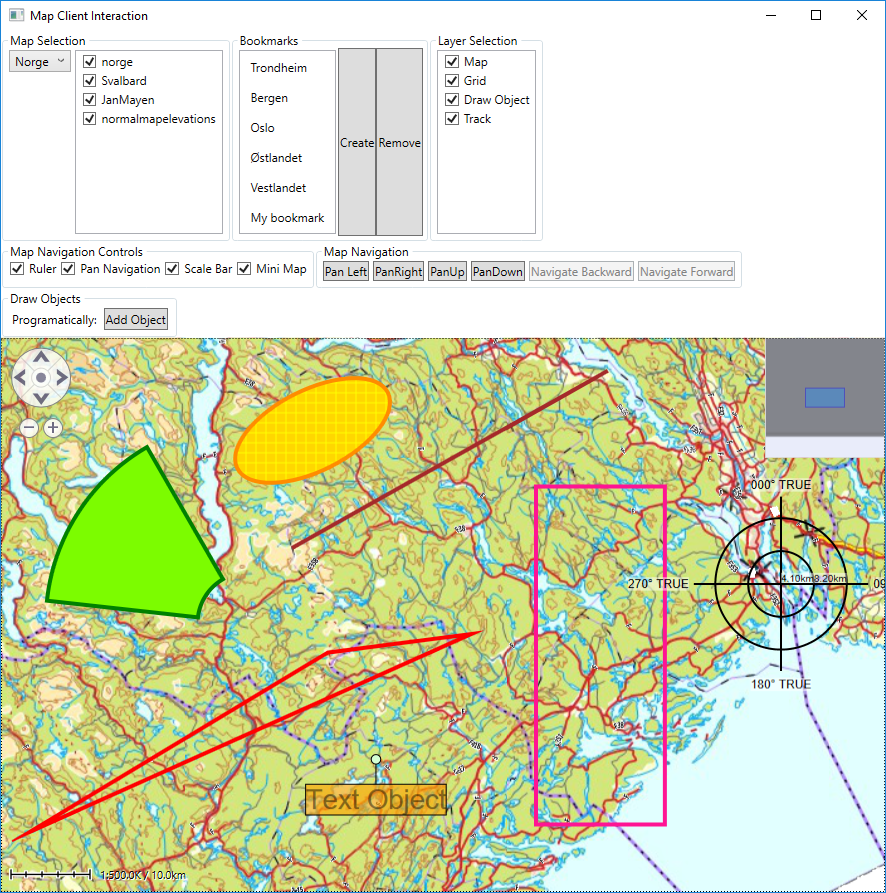 Map Client Interaction
Map Selection
Norge
norge
Svalbard
JanMayen
normalmapelevations
Bookmarks
Trondheim
Bergen
Oslo
Østlandet
Vestlandet
My bookmark
Create
Remove
Layer Selection
Map
Grid
Draw Object
Track
Map Navigation Controls
Ruler
Pan Navigation
Scale Bar
Mini Map
Map Navigation
Pan Left
PanRight
PanUp
PanDown
Navigate Backward
Navigate Forward
Draw Objects
Programatically:
Add Object
000° TRUE
270° TRUE
4.10km
8.20km
09
180° TRUE
Text Object
1:500.0K / 10.0km